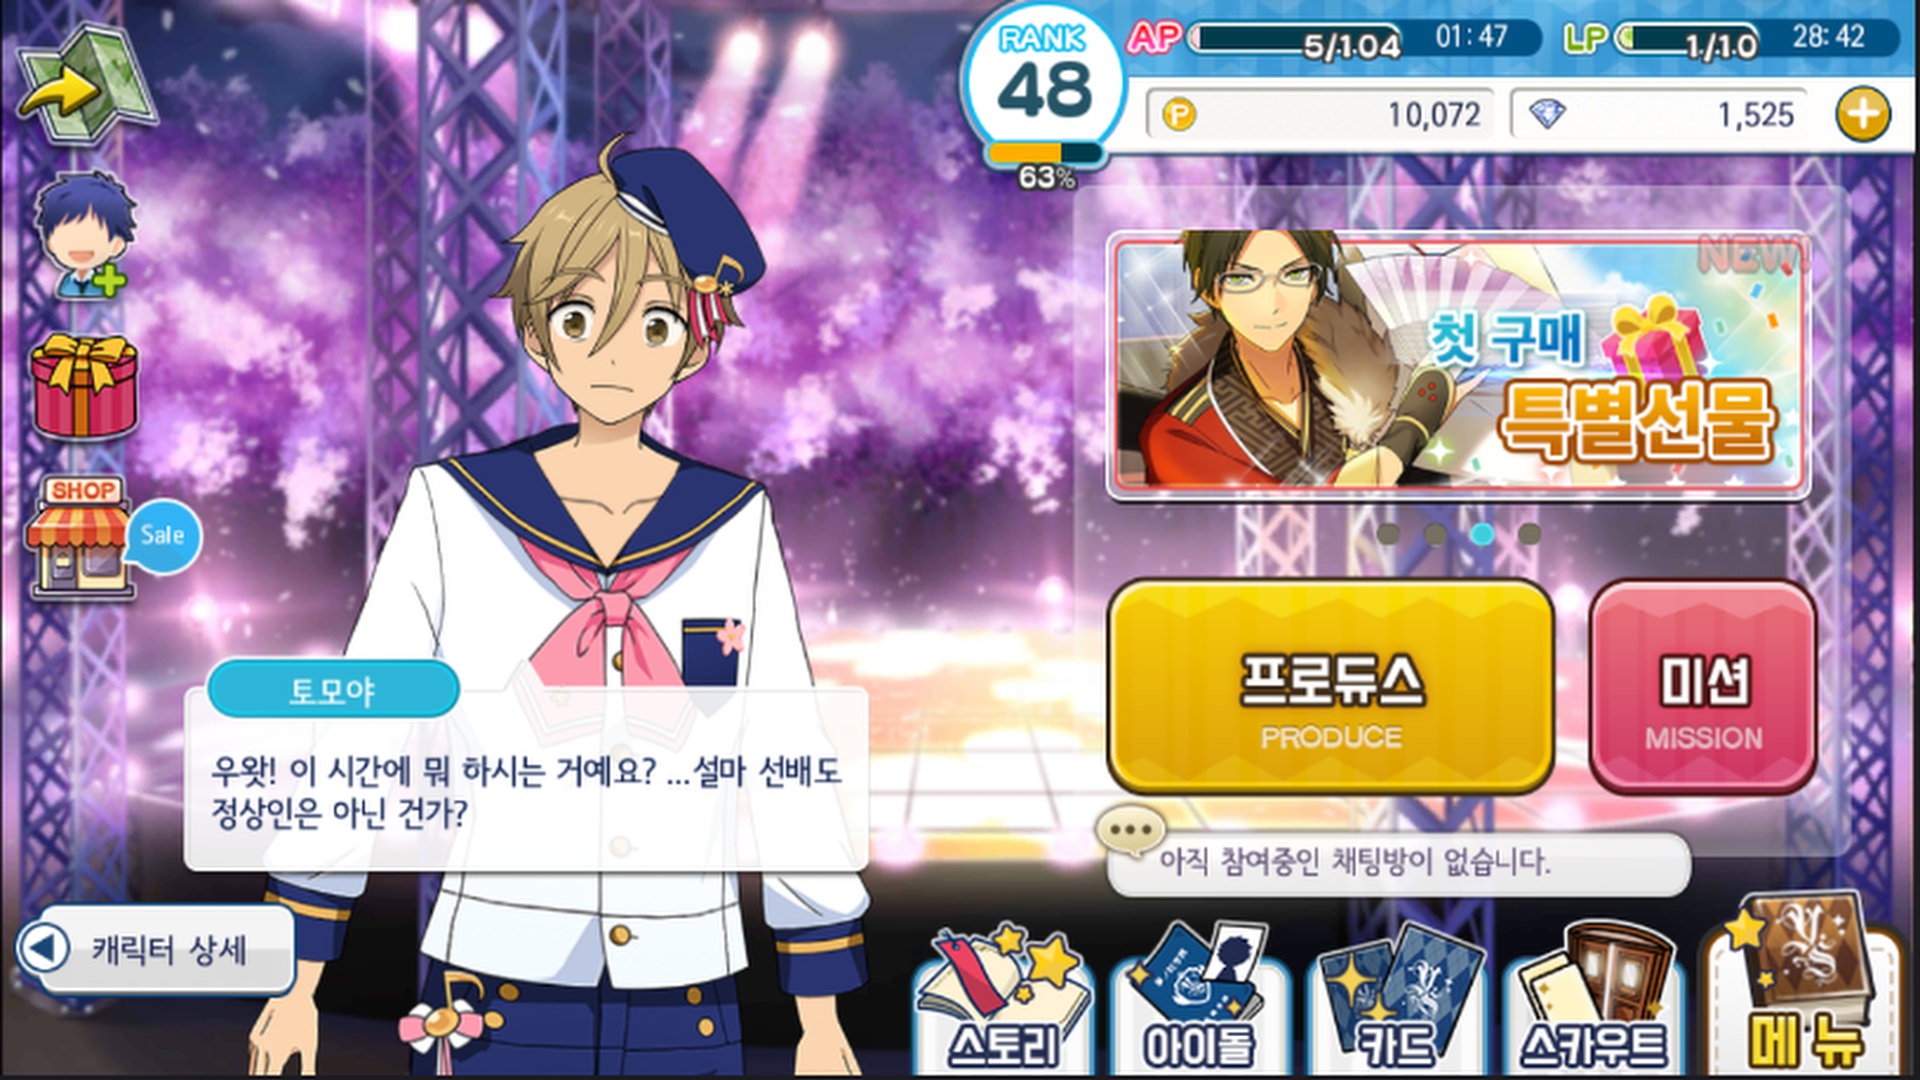 RANK
48
63%
AP
5/104
01:47
LP
1/10
28:42
10,072
1,525
NEW!
첫 구매
특별선물
SHOP
Sale
토모야
우왓! 이 시간에 뭐 하시는 거예요? ...설마 선배도
정상인은 아닌 건가?
프로듀스
PRODUCE
미션
MISSION
아직 참여중인 채팅방이 없습니다.
캐릭터 상세
스토리
아이돌
카드
스카우트
메뉴